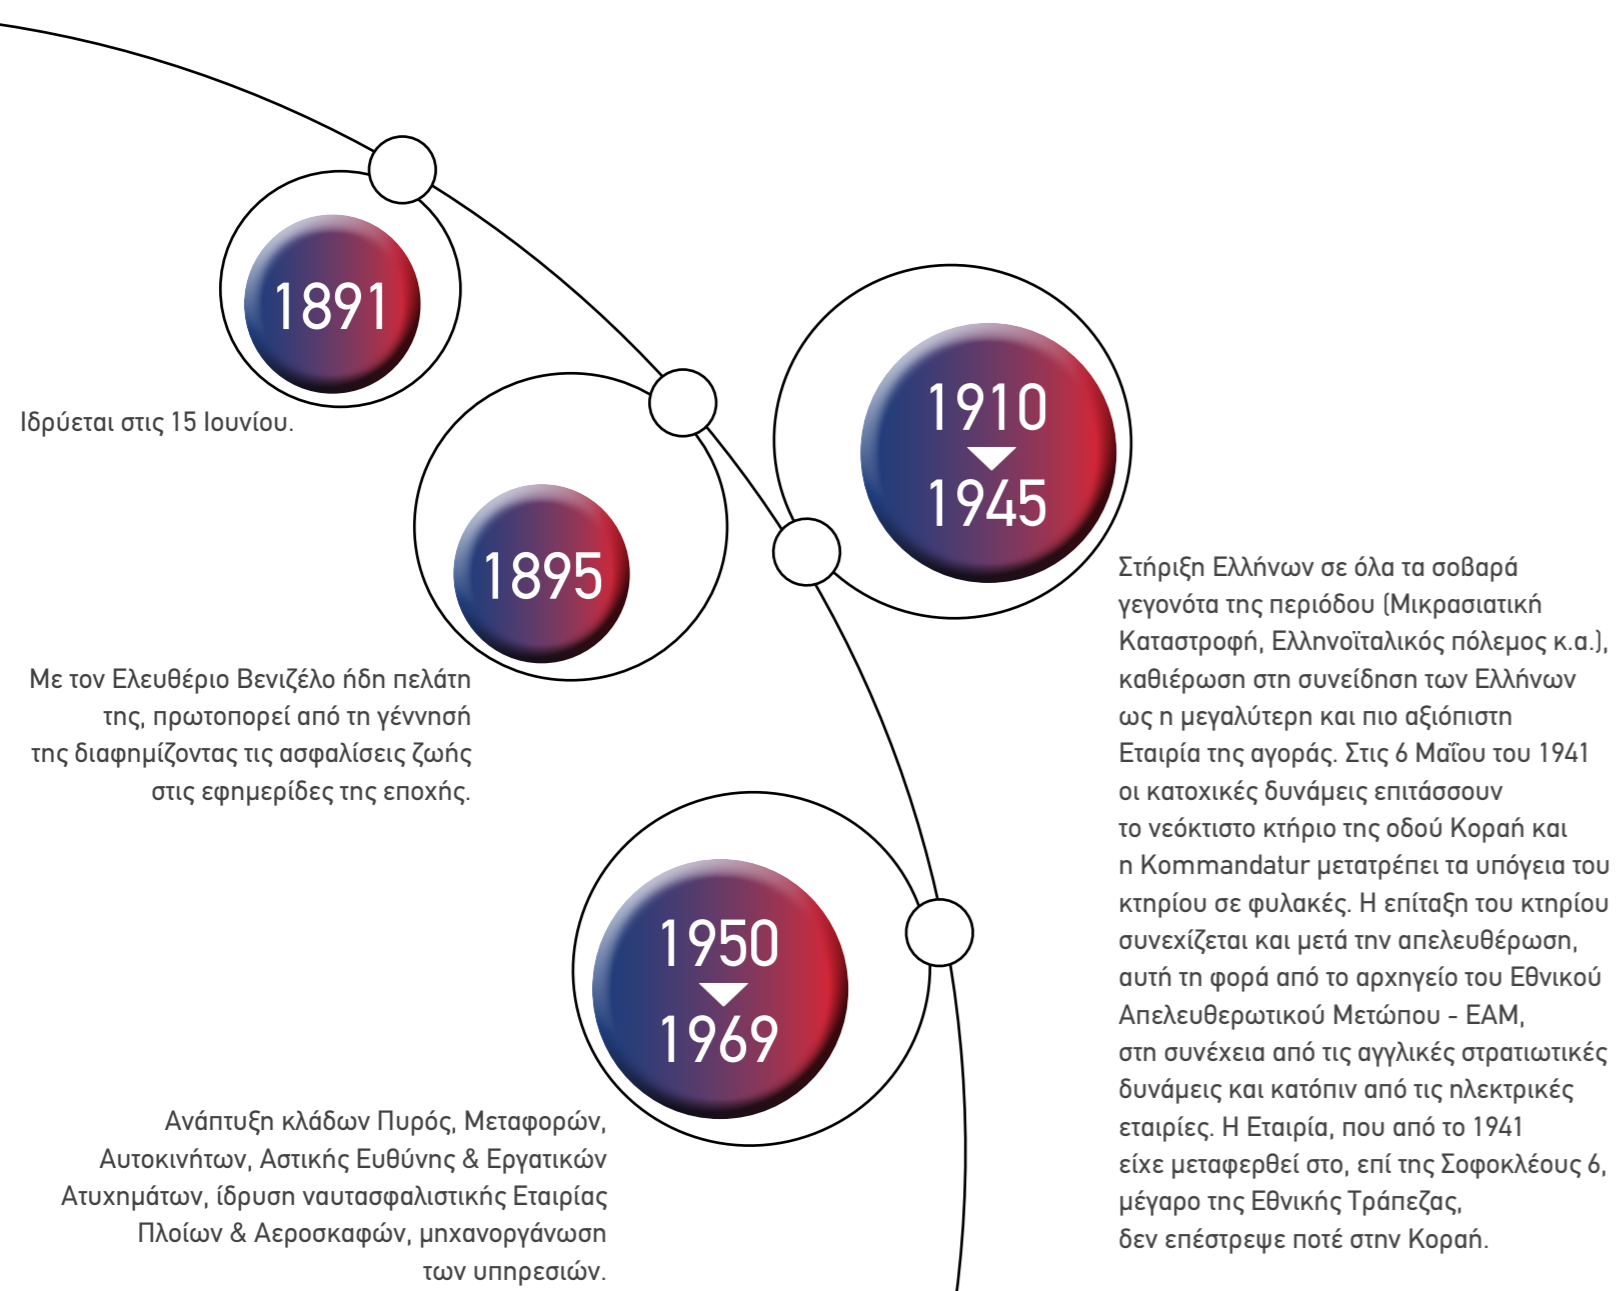 1891
Ιδρύεται στις 15 Ιουνίου.
1895
Με τον Ελευθέριο Βενιζέλο ήδη πελάτη
της, πρωτοπορεί από τη γέννησή
της διαφημίζοντας τις ασφαλίσεις ζωής
στις εφημερίδες της εποχής.
1910
1945
Στήριξη Ελλήνων σε όλα τα σοβαρά
γεγονότα της περιόδου (Μικρασιατική
Καταστροφή, Ελληνοϊταλικός πόλεμος κ.α.),
καθιέρωση στη συνείδηση των Ελλήνων
ως η μεγαλύτερη και πιο αξιόπιστη
Εταιρία της αγοράς. Στις 6 Μαΐου του 1941
οι κατοχικές δυνάμεις επιτάσσουν
το νεόκτιστο κτήριο της οδού Κοραή και
η Kommandatur μετατρέπει τα υπόγεια του
κτηρίου σε φυλακές. Η επίταξη του κτηρίου
συνεχίζεται και μετά την απελευθέρωση,
αυτή τη φορά από το αρχηγείο του Εθνικού
Απελευθερωτικού Μετώπου - ΕΑΜ,
στη συνέχεια από τις αγγλικές στρατιωτικές
δυνάμεις και κατόπιν από τις ηλεκτρικές
εταιρίες. Η Εταιρία, που από το 1941
είχε μεταφερθεί στο, επί της Σοφοκλέους 6,
μέγαρο της Εθνικής Τράπεζας,
δεν επέστρεψε ποτέ στην Κοραή.
1950
1969
Ανάπτυξη κλάδων Πυρός, Μεταφορών,
Αυτοκινήτων, Αστικής Ευθύνης & Εργατικών
Ατυχημάτων, ίδρυση ναυτασφαλιστικής Εταιρίας
Πλοίων & Αεροσκαφών, μηχανοργάνωση
των υπηρεσιών.